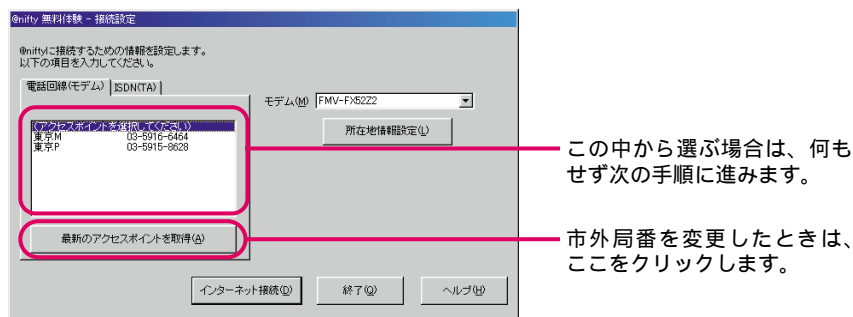 @nifty 無料体験 - 接続設定
@niftyに接続するための情報を設定します。
以下の項目を入力してください。
電話回線(モデム)
ISDN(TA)
モデム(M) FMV-FX52Z2
(アクセスポイントを選択してください)
東京M 03-5916-6464
東京P 03-5915-8628
所在地情報設定(L)
この中から選ぶ場合は、何も
せず次の手順に進みます。
最新のアクセスポイントを取得(A)
市外局番を変更したときは、
ここをクリックします。
インターネット接続(D)
終了(Q)
ヘルプ(H)